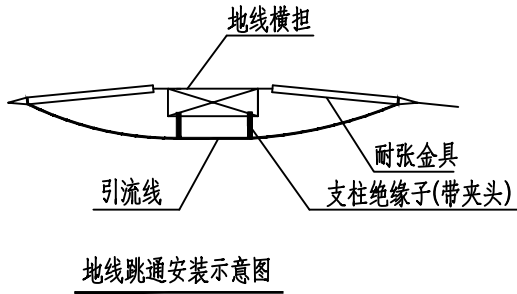 地线横担
耐张金具
引流线
支柱绝缘子(带夹头)
地线跳通安装示意图